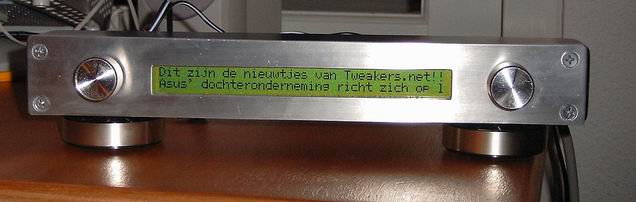 Dit zijn de nieuwtjes van Tweakers.net!!
Asus' dochteronderneming richt zich op l